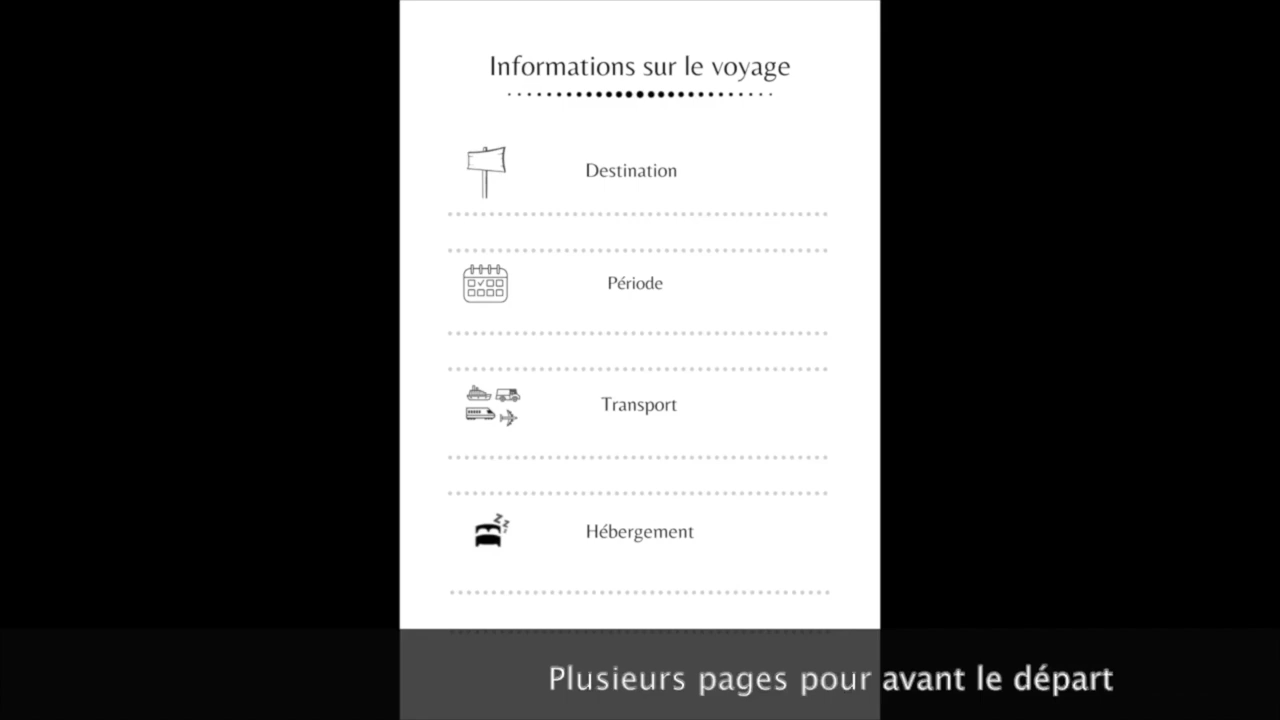 Informations sur le voyage
Destination
Période
Transport
Hébergement
Plusieurs pages pour avant le départ